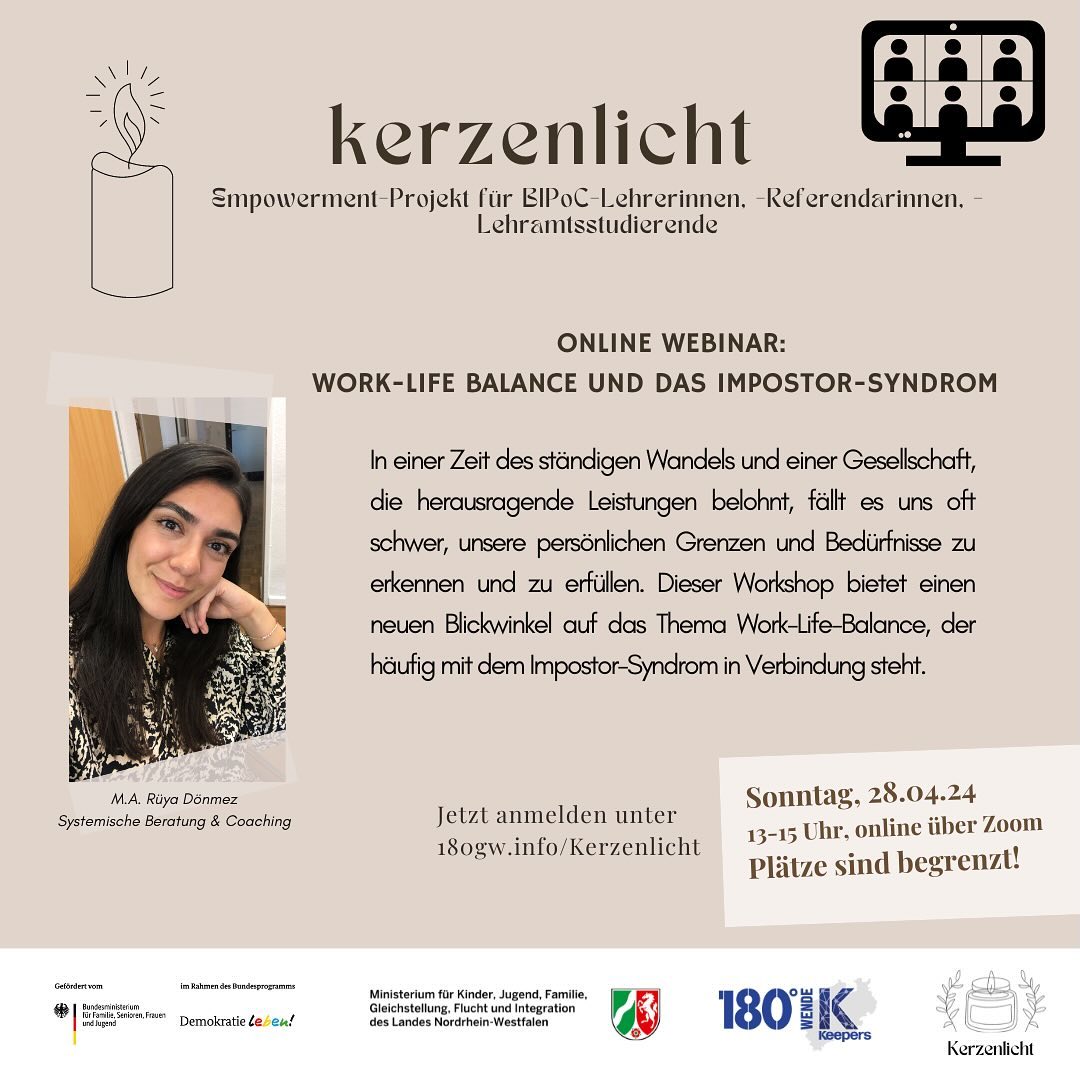 kerzenlicht
Empowerment-Projekt für BIPoC-Lehrerinnen, -Referendarinnen, -
Lehramtsstudierende
ONLINE WEBINAR:
WORK-LIFE BALANCE UND DAS IMPOSTOR-SYNDROM
In einer Zeit des ständigen Wandels und einer Gesellschaft,
die herausragende Leistungen belohnt, fällt es uns oft
schwer, unsere persönlichen Grenzen und Bedürfnisse zu
erkennen und zu erfüllen. Dieser Workshop bietet einen
neuen Blickwinkel auf das Thema Work-Life-Balance, der
häufig mit dem Impostor-Syndrom in Verbindung steht.
M.A. Rüya Dönmez
Systemische Beratung & Coaching
Jetzt anmelden unter
180gw.info/Kerzenlicht
Sonntag, 28.04.24
13-15 Uhr, online über Zoom
Plätze sind begrenzt!
Gefördert vom
Bundesministerium
für Familie, Senioren, Frauen
und Jugend
im Rahmen des Bundesprogramms
Demokratie leben!
Ministerium für Kinder, Jugend, Familie,
Gleichstellung, Flucht und Integration
des Landes Nordrhein-Westfalen
180°
WENDE
K
Keepers
Kerzenlicht